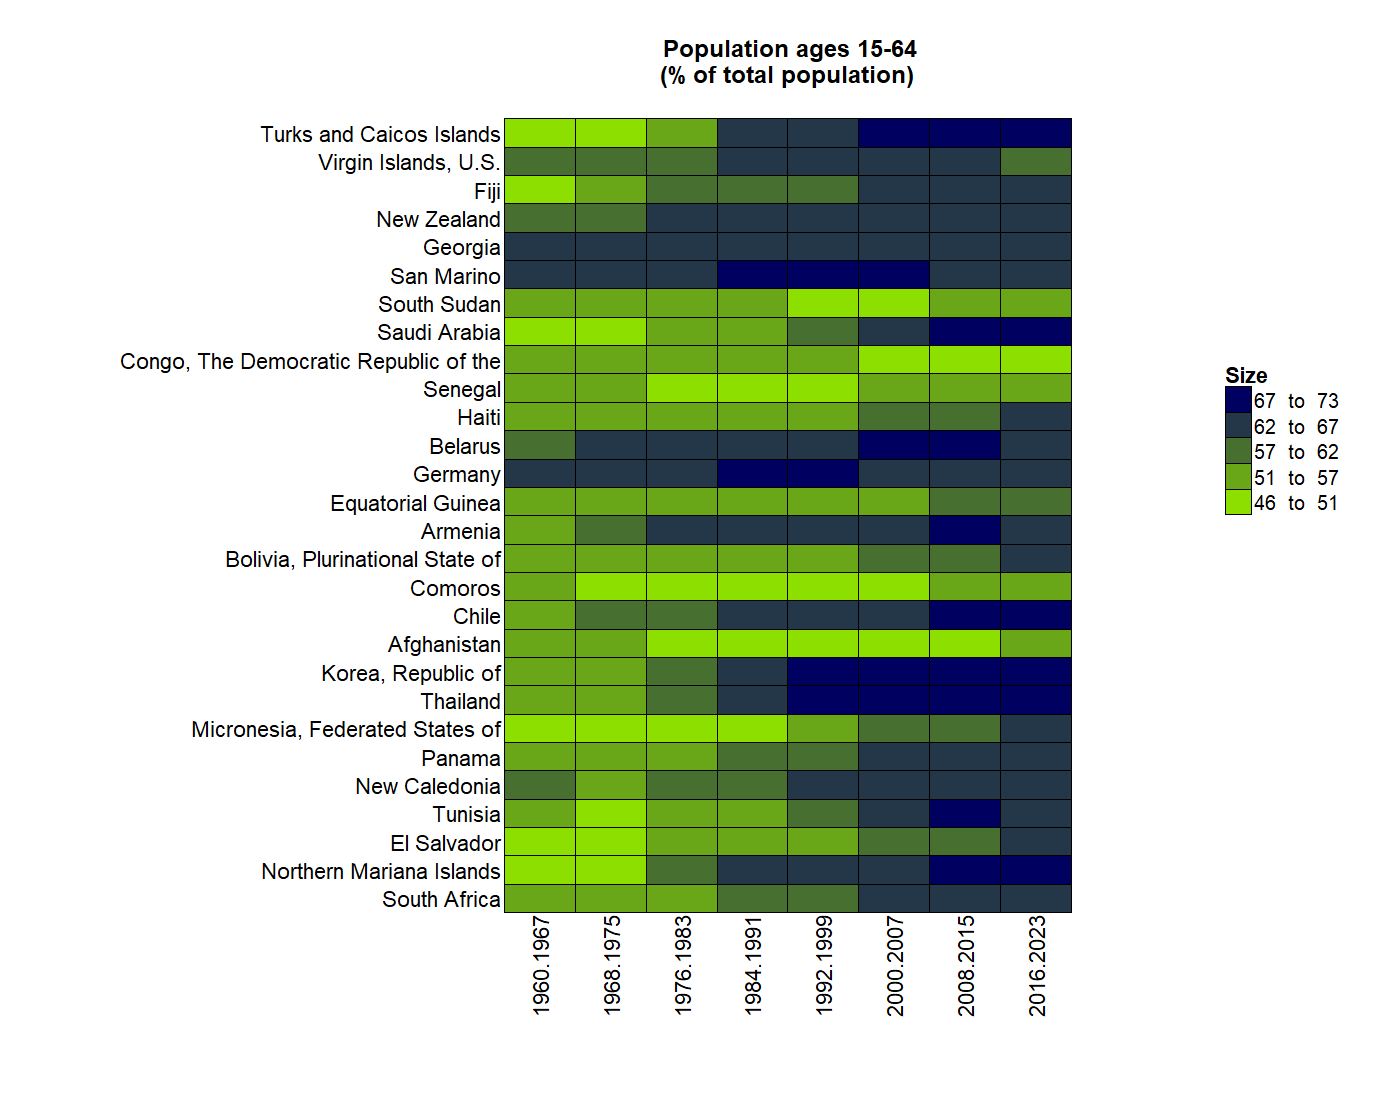 Population ages 15-64
(% of total population)
Turks and Caicos Islands
Virgin Islands, U.S.
Fiji
New Zealand
Georgia
San Marino
South Sudan
Saudi Arabia
Congo, The Democratic Republic of the
Senegal
Haiti
Belarus
Germany
Equatorial Guinea
Armenia
Bolivia, Plurinational State of
Comoros
Chile
Afghanistan
Korea, Republic of
Thailand
Micronesia, Federated States of
Panama
New Caledonia
Tunisia
El Salvador
Northern Mariana Islands
South Africa
1960.1967
1968.1975
1976.1983
1984.1991
1992.1999
2000.2007
2008.2015
2016.2023
Size
67 to 73
62 to 67
57 to 62
51 to 57
46 to 51